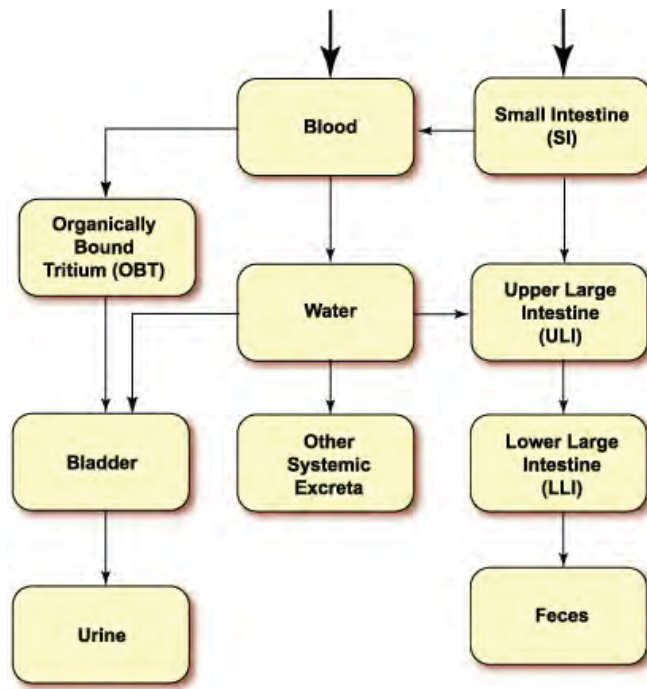 Blood
Small Intestine
(SI)
Organically
Bound
Tritium (OBT)
Water
Upper Large
Intestine
(ULI)
Bladder
Other
Systemic
Excreta
Lower Large
Intestine
(LLI)
Urine
Feces